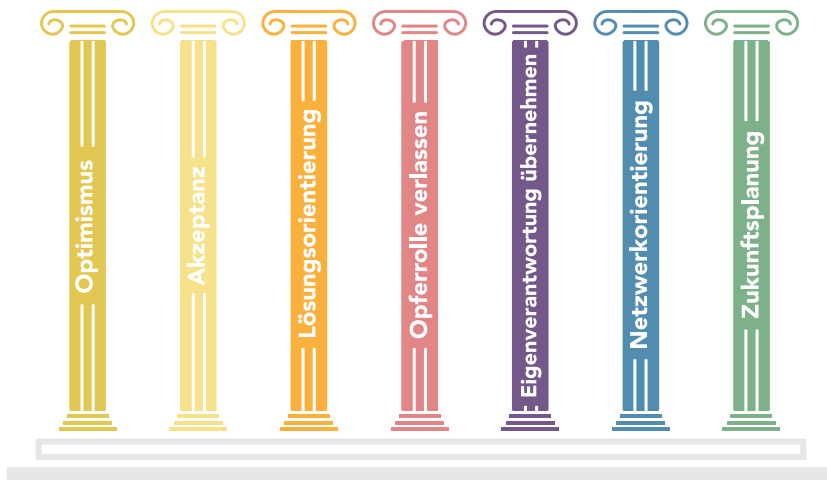 Optimismus
Akzeptanz
Lösungsorientierung
Opferrolle verlassen
Eigenverantwortung übernehmen
Netzwerkorientierung
Zukunftsplanung